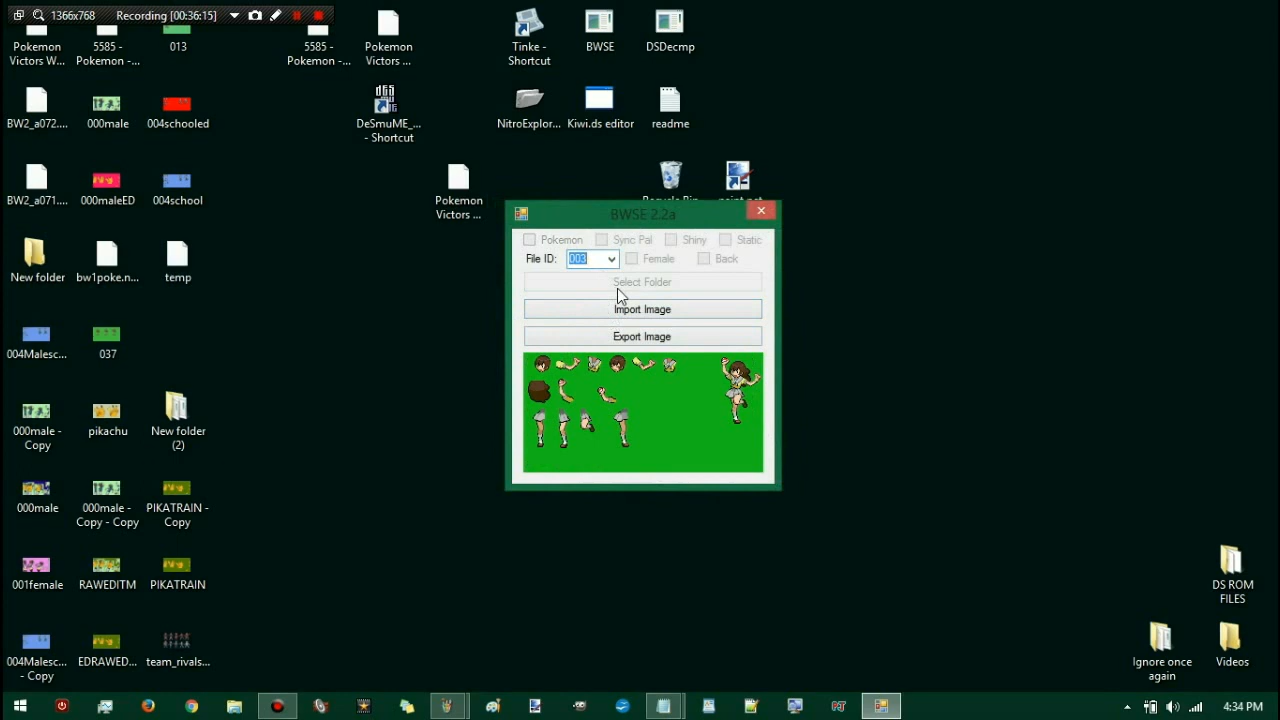 1366x768
Recording [00:36:15]
Pokemon
Victors W...
5585 -
Pokemon -...
013
5585 -
Pokemon -...
Pokemon
Victors ...
Tinke -
Shortcut
BWSE
DSDecmp
BW2_a072....
000male
004schooled
DeSmuME_...
- Shortcut
NitroExplor...
Kiwi.ds editor
readme
BW2_a071....
000maleED
004school
Pokemon
Victors ...
Recycle Bin
paint.net
BWSE 2.2a
Pokemon
Sync Pal
Shiny
Static
File ID:
003
Female
Back
Select Folder
Import Image
Export Image
New folder
bw1poke.n...
temp
004Malesc...
037
000male -
Copy
pikachu
New folder
(2)
000male
000male -
Copy - Copy
PIKATRAIN -
Copy
001female
RAWEDITM
PIKATRAIN
DS ROM
FILES
004Malesc...
- Copy
EDRAWED...
team_rivals...
Ignore once
again
Videos
4:34 PM